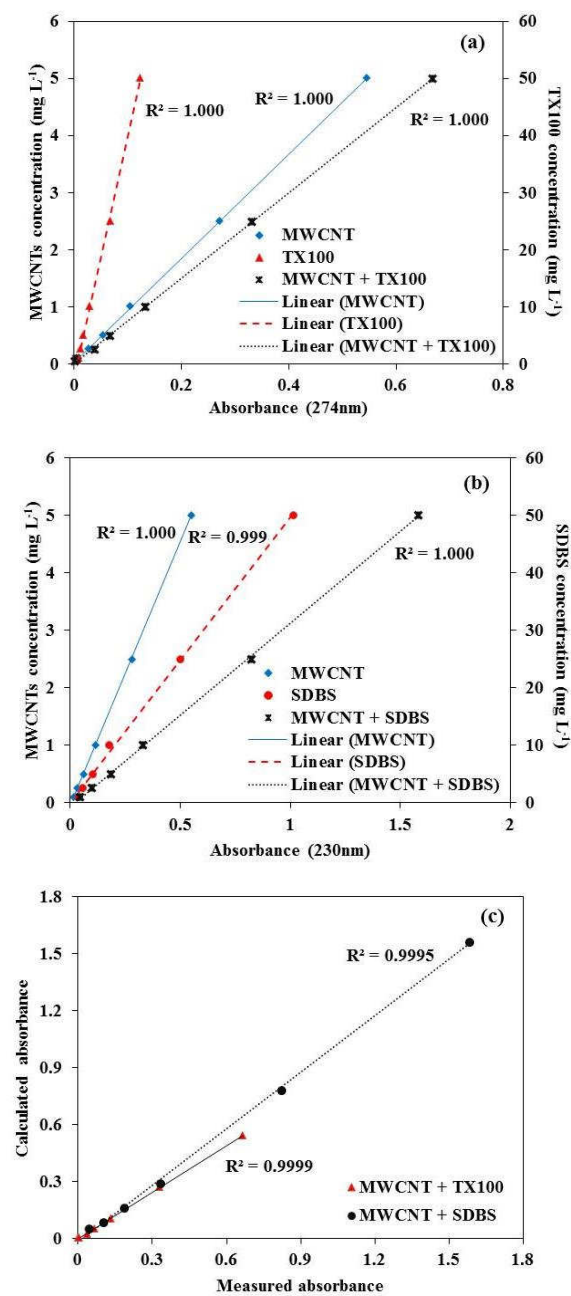 (a)
6
5
4
3
2
1
0
MWCNTs concentration (mg L-1)
60
50
40
30
20
10
0
TX100 concentration (mg L-1)
R² = 1.000
R² = 1.000
R² = 1.000
MWCNT
TX100
MWCNT + TX100
Linear (MWCNT)
Linear (TX100)
Linear (MWCNT + TX100)
0 0.2 0.4 0.6 0.8
Absorbance (274nm)
(b)
6
5
4
3
2
1
0
MWCNTs concentration (mg L-1)
60
50
40
30
20
10
0
SDBS concentration (mg L-1)
R² = 1.000
R² = 0.999
R² = 1.000
MWCNT
SDBS
MWCNT + SDBS
Linear (MWCNT)
Linear (SDBS)
Linear (MWCNT + SDBS)
0 0.5 1 1.5 2
Absorbance (230nm)
(c)
1.8
1.5
1.2
0.9
0.6
0.3
0
Calculated absorbance
R² = 0.9995
R² = 0.9999
MWCNT + TX100
MWCNT + SDBS
0 0.3 0.6 0.9 1.2 1.5 1.8
Measured absorbance